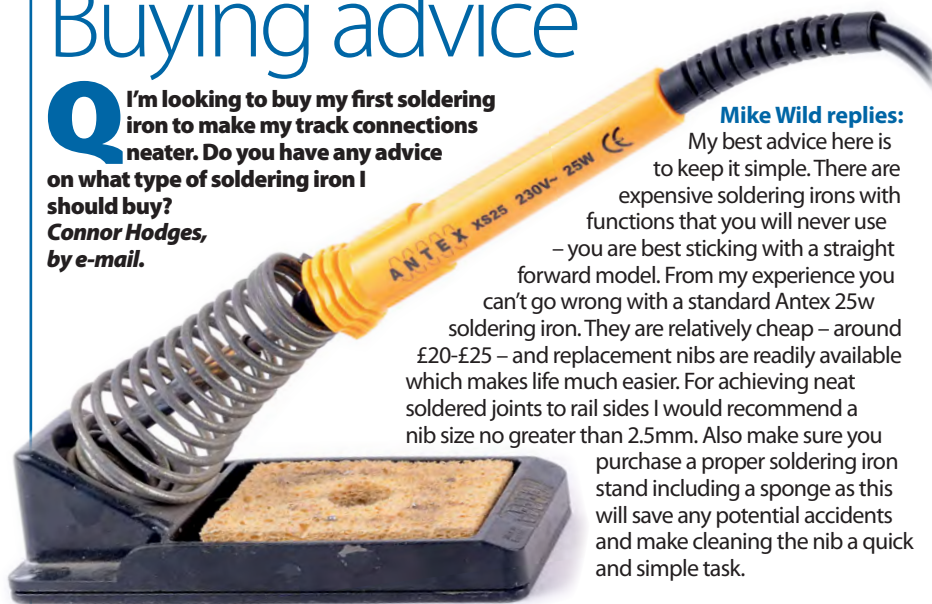 Buying advice
Q I'm looking to buy my first soldering
iron to make my track connections
neater. Do you have any advice
on what type of soldering iron I
should buy?
Connor Hodges,
by e-mail.
ANTEX XS25 230V~ 25W CE
Mike Wild replies:
My best advice here is
to keep it simple. There are
expensive soldering irons with
functions that you will never use
– you are best sticking with a straight
forward model. From my experience you
can't go wrong with a standard Antex 25w
soldering iron. They are relatively cheap – around
£20-£25 – and replacement nibs are readily available
which makes life much easier. For achieving neat
soldered joints to rail sides I would recommend a
nib size no greater than 2.5mm. Also make sure you
purchase a proper soldering iron
stand including a sponge as this
will save any potential accidents
and make cleaning the nib a quick
and simple task.